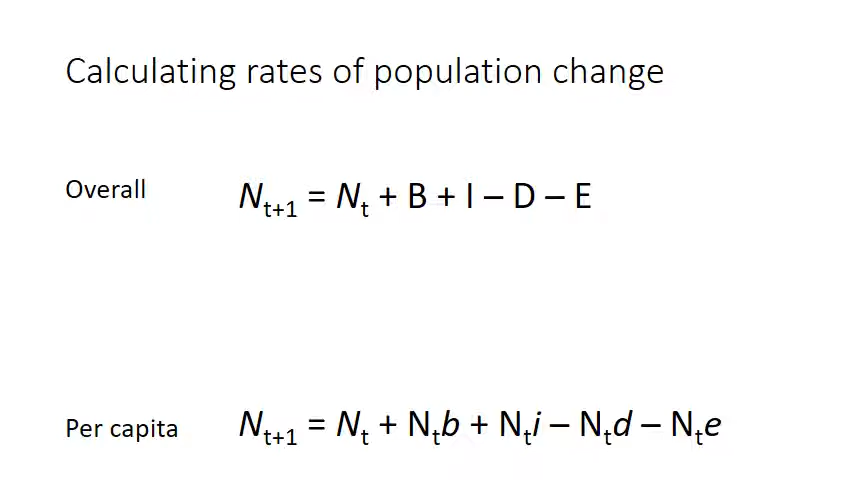 Calculating rates of population change
Overall
N_{t+1} = N_t + B + I – D – E
Per capita
N_{t+1} = N_t + N_tb + N_ti – N_td – N_te